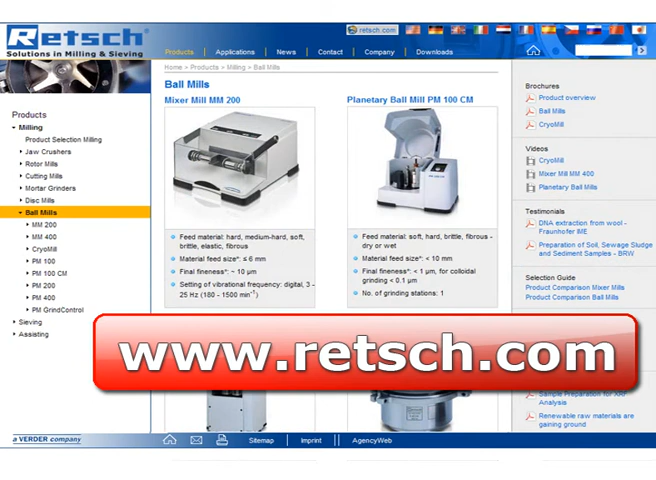 Retsch®
Solutions in Milling & Sieving
retsch.com
Products
Applications
News
Contact
Company
Downloads
Home > Products > Milling > Ball Mills
Products
Milling
Product Selection Milling
Jaw Crushers
Rotor Mills
Cutting Mills
Mortar Grinders
Disc Mills
Ball Mills
MM 200
MM 400
CryoMill
PM 100
PM 100 CM
PM 200
PM 400
PM GrindControl
Sieving
Assisting
Ball Mills
Mixer Mill MM 200
Feed material: hard, medium-hard, soft,
brittle, elastic, fibrous
Material feed size*: ≤ 6 mm
Final fineness*: ~ 10 µm
Setting of vibrational frequency: digital, 3 -
25 Hz (180 - 1500 min⁻¹)
Planetary Ball Mill PM 100 CM
Feed material: soft, hard, brittle, fibrous -
dry or wet
Material feed size*: < 10 mm
Final fineness*: < 1 µm, for colloidal
grinding < 0.1 µm
No. of grinding stations: 1
Brochures
Product overview
Ball Mills
CryoMill
Videos
CryoMill
Mixer Mill MM 400
Planetary Ball Mills
Testimonials
DNA extraction from wool -
Fraunhofer IME
Preparation of Soil, Sewage Sludge
and Sediment Samples - BRW
Selection Guide
Product Comparison Mixer Mills
Product Comparison Ball Mills
www.retsch.com
Sample Preparation for XRF
Analysis
Renewable raw materials are
gaining ground
a VERDER company
Sitemap
Imprint
AgencyWeb